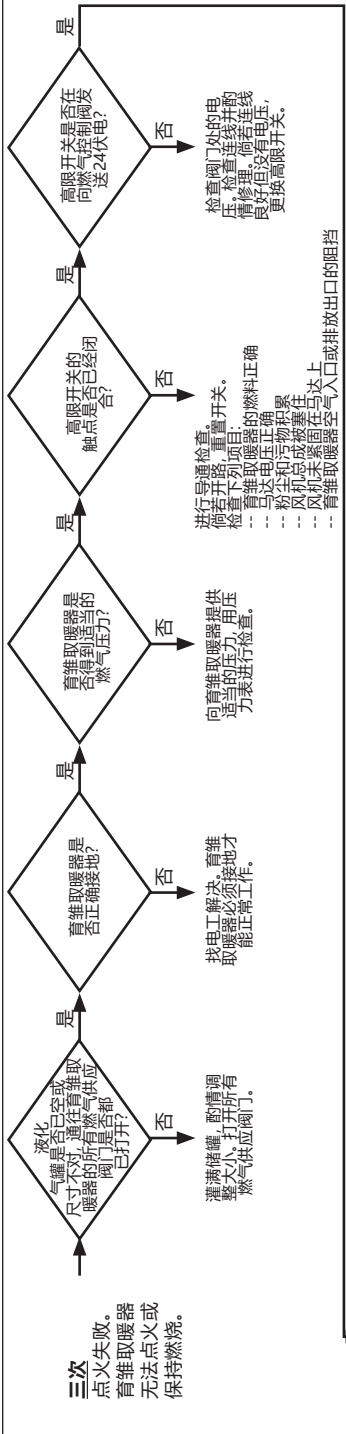 三次
点火失败。
育雏取暖器
无法点火或
保持燃烧。
液化
气罐是否已空或
尺寸不对，通往育雏取
暖器的所有燃气供应
阀门是否都
已打开？
是
否
灌满储罐，酌情调
整大小。打开所有
燃气供应阀门。
育雏取暖器是
否正确接地？
是
否
找电工解决。育雏
取暖器必须接地才
能正常工作。
育雏取暖器是
否得到适当的
燃气压力？
是
否
向育雏取暖器提供
适当的压力，用压
力表进行检查。
高限开关的
触点是否已经闭
合？
是
否
进行导通检查。
倘若开路，重置开关。
检查下列项目：
-- 育雏取暖器的燃料正确
-- 马达电压正确
-- 粉尘和污物积累
-- 风机总成被塞住
-- 风机未紧固在马达上
-- 育雏取暖器空气入口或排放出口的阻挡
高限开关是否在
向燃气控制阀发
送24伏电？
是
否
检查阀门处的电
压。检查连线并酌
情修理。倘若连线
良好但没有电压，
更换高限开关。